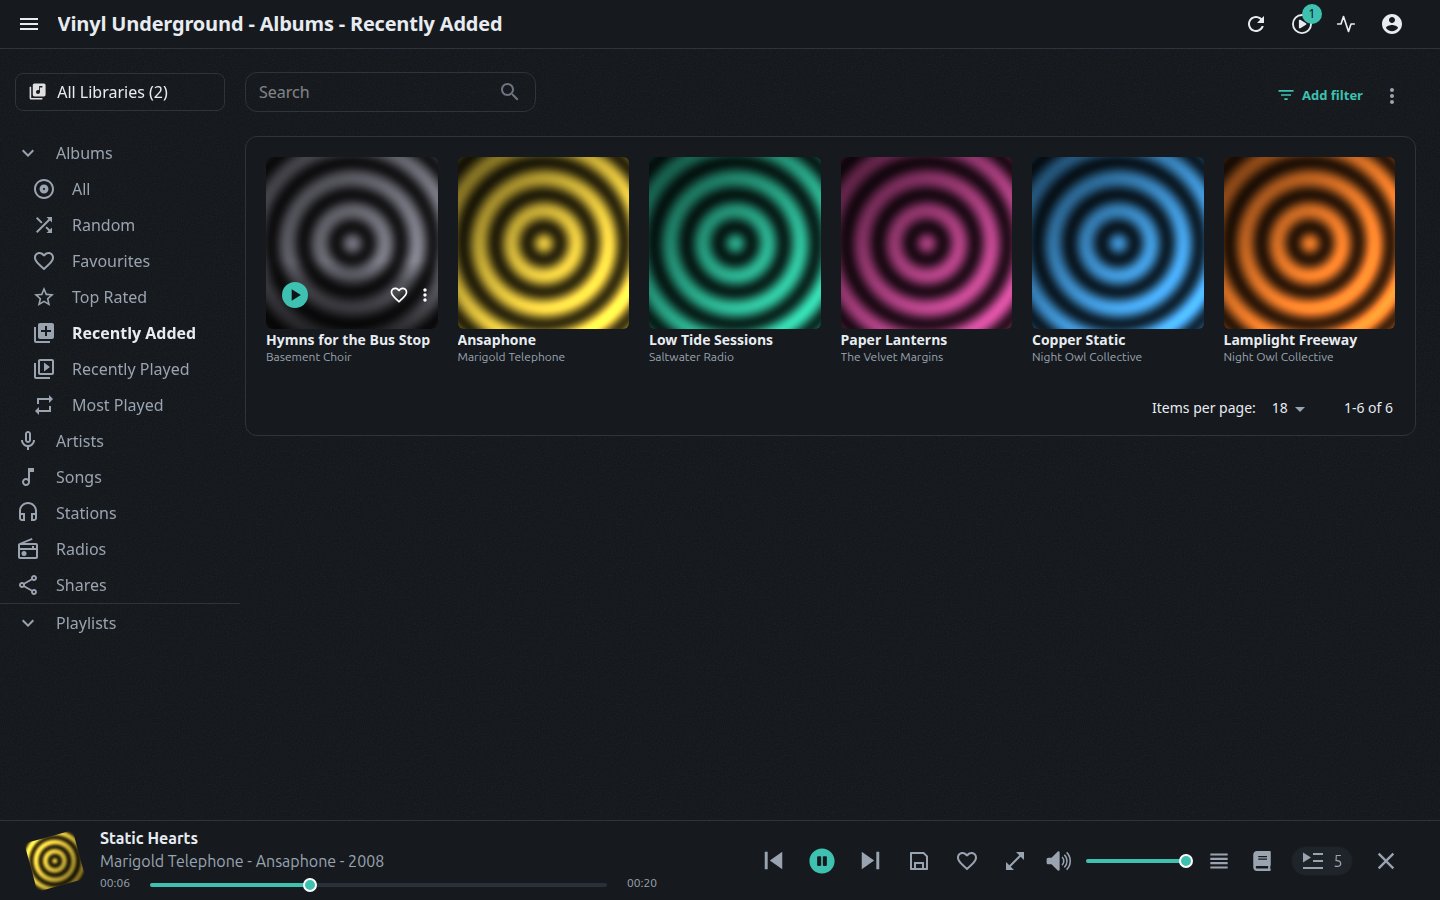 Vinyl Underground - Albums - Recently Added
1
All Libraries (2)
Search
Add filter
Albums
All
Random
Favourites
Top Rated
Recently Added
Recently Played
Most Played
Artists
Songs
Stations
Radios
Shares
Playlists
Hymns for the Bus Stop
Basement Choir
Ansaphone
Marigold Telephone
Low Tide Sessions
Saltwater Radio
Paper Lanterns
The Velvet Margins
Copper Static
Night Owl Collective
Lamplight Freeway
Night Owl Collective
Items per page: 18 1-6 of 6
Static Hearts
Marigold Telephone - Ansaphone - 2008
00:06 00:20
5